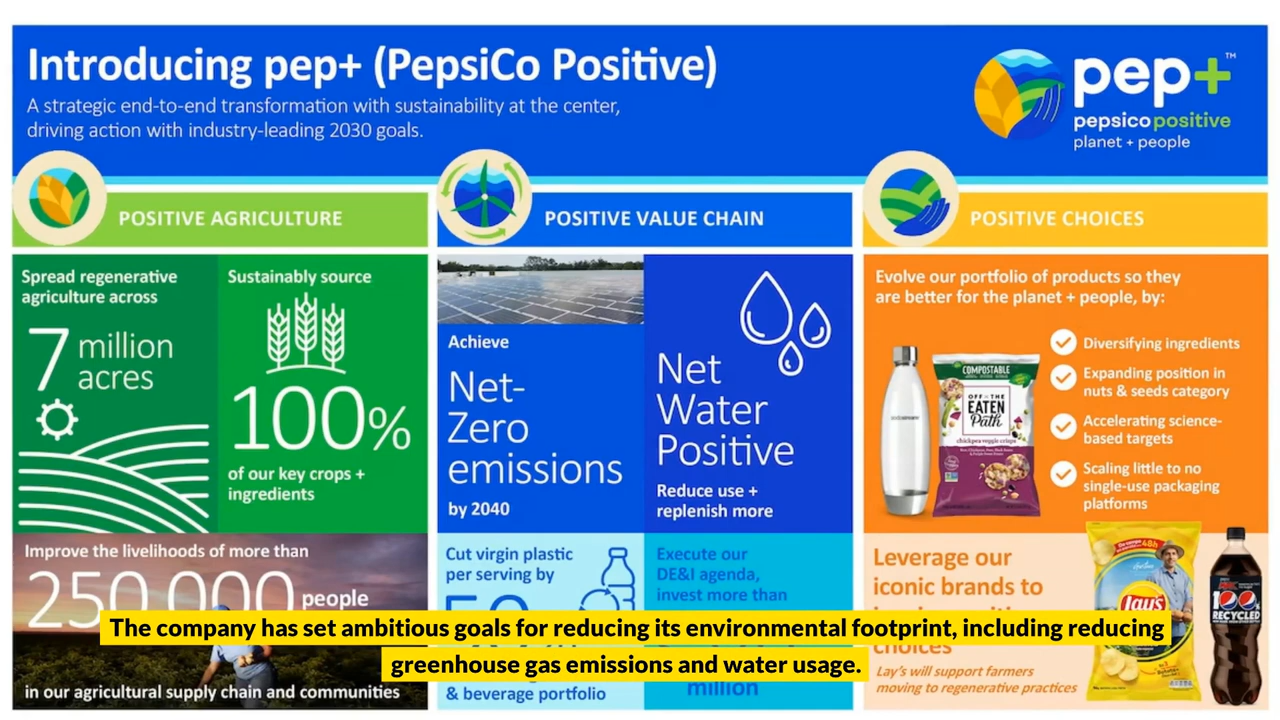 Introducing pep+ (PepsiCo Positive)
A strategic end-to-end transformation with sustainability at the center,
driving action with industry-leading 2030 goals.
pep+™
pepsico positive
planet + people
POSITIVE AGRICULTURE
Spread regenerative
agriculture across
7 million
acres
Sustainably source
100%
of our key crops +
ingredients
Improve the livelihoods of more than
250,000 people
in our agricultural supply chain and communities
POSITIVE VALUE CHAIN
Achieve
Net-
Zero
emissions
by 2040
Net
Water
Positive
Reduce use +
replenish more
Cut virgin plastic
per serving by
& beverage portfolio
Execute our
DE&I agenda,
invest more than
million
POSITIVE CHOICES
Evolve our portfolio of products so they
are better for the planet + people, by:
Diversifying ingredients
Expanding position in
nuts & seeds category
Accelerating science-
based targets
Scaling little to no
single-use packaging
platforms
COMPOSTABLE
OFF THE
EATEN
Path
chickpea veggie crisps
Leverage our
iconic brands to
choices
Lay's will support farmers
moving to regenerative practices
48h
Lay's
100%
RECYCLED
The company has set ambitious goals for reducing its environmental footprint, including reducing
greenhouse gas emissions and water usage.